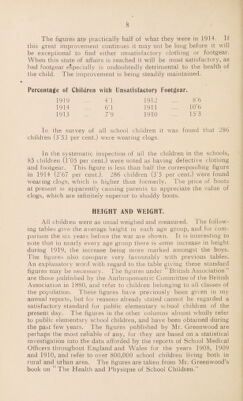 8
The figures are practically half of what they were in 1914. If
this great improvement continues it may not be long before it will
be exceptional to find either unsatisfactory clothing or footgear.
When this state of affairs is reached it will be most satisfactory, as
bad footgear especially is undoubtedly detrimental to the health of
the child. The improvement is being steadily maintained.
Percentage of Children with Unsatisfactory Footgear.
1919 ... 4·1 1912 ... 8·6
1914 ... 6·1 1911 ... 10·6
1913 ... 7·9 1910 ... 15·3
In the survey of all school children it was found that 286
children (3·53 per cent.) were wearing clogs.
In the systematic inspection of all the children in the schools,
85 children (1·05 per cent.) were noted as having defective clothing
and footgear. This figure is less than half the corresponding figure
in 1914 (2·67 per cent.). 286 children (3·5 per cent.) were found
wearing clogs, which is higher than formerly. The price of boots
at present is apparently causing parents to appreciate the value of
clogs, which are infinitely superior to shoddy boots.
HEIGHT AND WEIGHT.
All children were as usual weighed and measured. The follow-
ing tables give the average height in each age group, and for com-
parison the six years before the war are shown. It is interesting to
note that in nearly every age group there is some increase in height
during 1919, the increase being more marked amongst the boys.
The figures also compare very favourably with previous tables.
An explanatory word with regard to the table giving these standard
figures may be necessary. The figures under "British Association"
are those published by the Anthropometric Committee of the British
Association in 1880, and refer to children belonging to all classes of
the population. These figures have previously been given in my
annual reports, but for reasons already stated cannot be regarded a
satisfactory standard for public elementary school children of the
present day. The figures in the other columns almost wholly refer
to public elementary school children, and have been obtained during
the past few years. The figures published by Mr. Greenwood are
perhaps the most reliable of any, for they are based on a statistical
investigation into the data afforded by the reports of School Medical
Officers throughout England and Wales for the years 1908, 1909
and 1910, and refer to over 800,000 school children living both in
rural and urban area. The figures are taken from Mr. Greenwood's
book on "The Health and Physique of School Children."